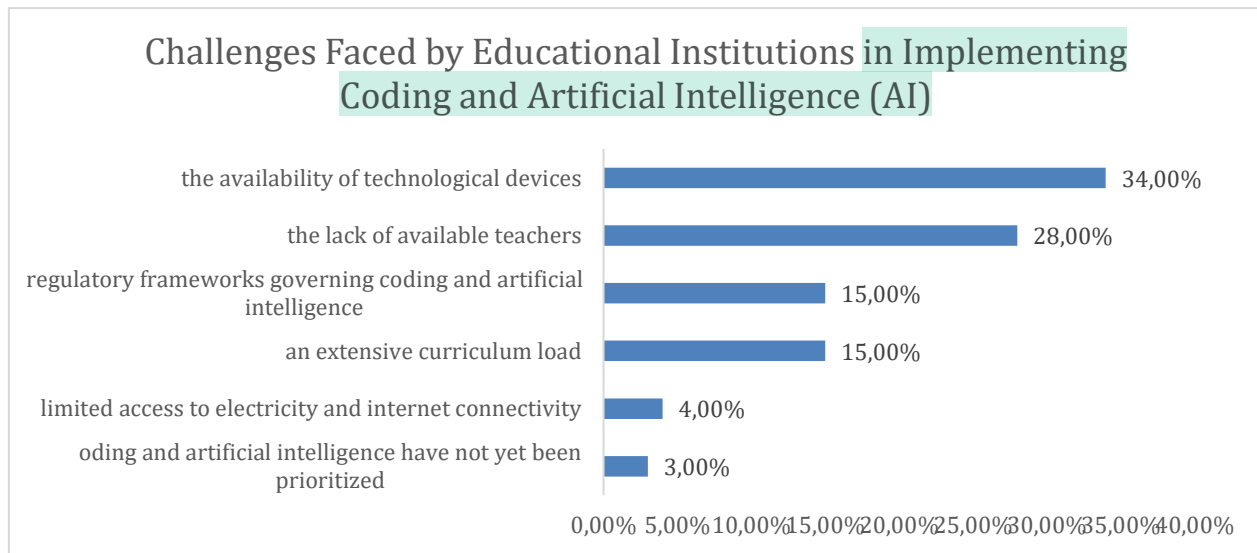 Challenges Faced by Educational Institutions in Implementing
Coding and Artificial Intelligence (AI)
the availability of technological devices
34,00%
the lack of available teachers
28,00%
regulatory frameworks governing coding and artificial
intelligence
15,00%
an extensive curriculum load
15,00%
limited access to electricity and internet connectivity
4,00%
oding and artificial intelligence have not yet been
prioritized
3,00%
0,00% 5,00% 10,00% 15,00% 20,00% 25,00% 30,00% 35,00% 40,00%